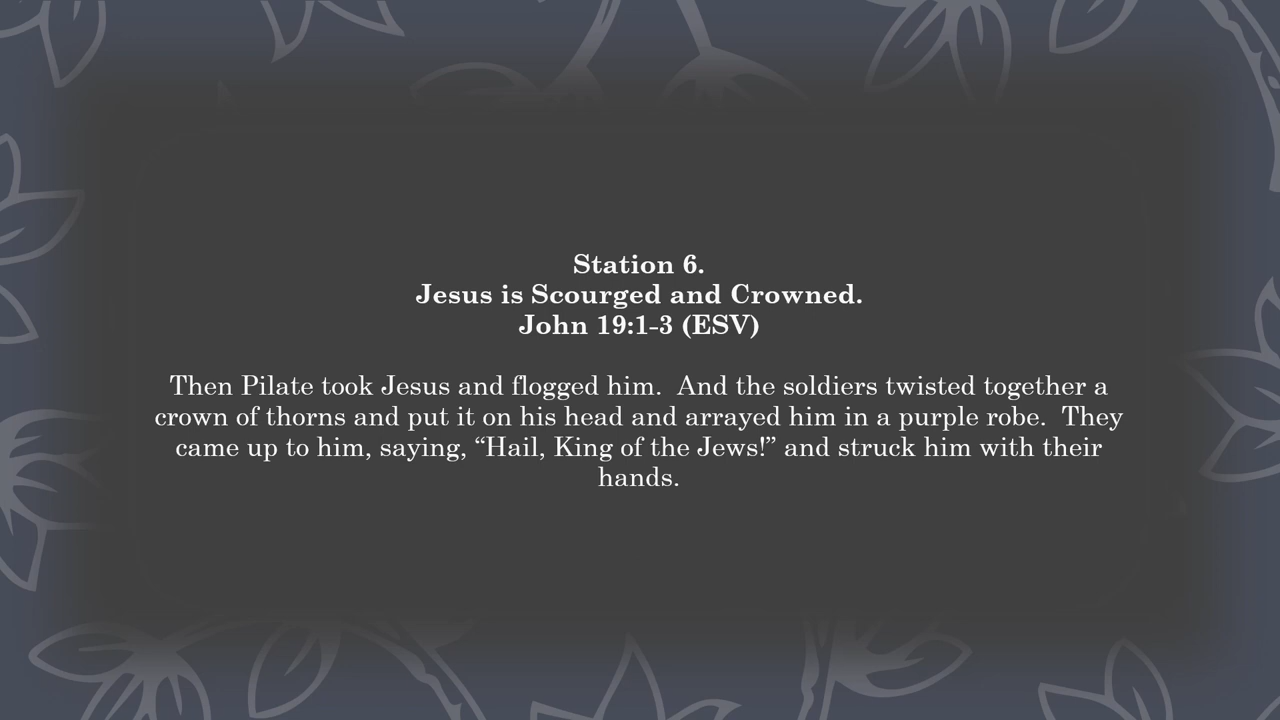 Station 6.
Jesus is Scourged and Crowned.
John 19:1-3 (ESV)
Then Pilate took Jesus and flogged him.  And the soldiers twisted together a
crown of thorns and put it on his head and arrayed him in a purple robe.  They
came up to him, saying, “Hail, King of the Jews!” and struck him with their
hands.